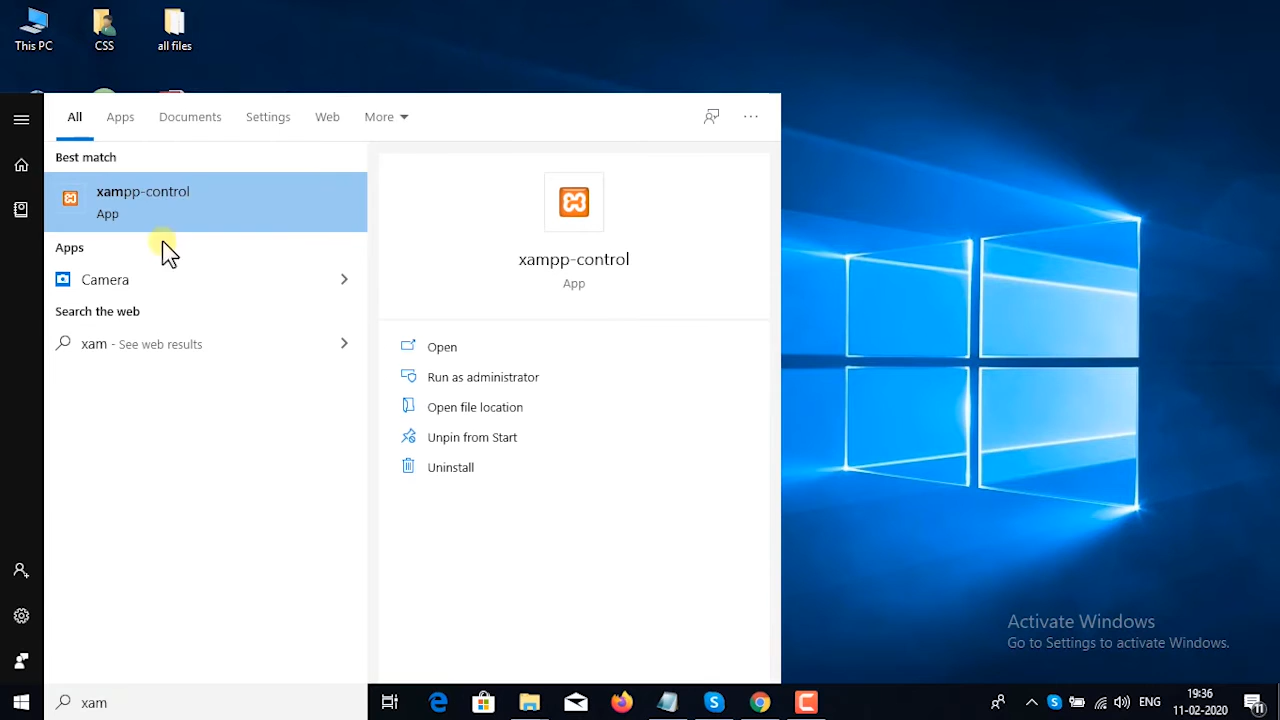 This PC
CSS
all files
All
Apps
Documents
Settings
Web
More
Best match
xampp-control
App
Apps
Camera
Search the web
xam - See web results
xampp-control
App
Open
Run as administrator
Open file location
Unpin from Start
Uninstall
Activate Windows
Go to Settings to activate Windows.
xam
ENG
19:36
11-02-2020